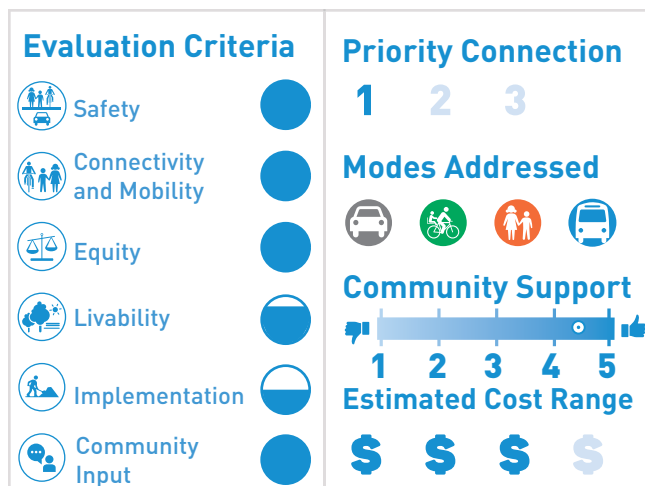 Evaluation Criteria
Safety
Connectivity
and Mobility
Equity
Livability
Implementation
Community
Input
Priority Connection
1 2 3
Modes Addressed
Community Support
1 2 3 4 5
Estimated Cost Range
$ $ $ $